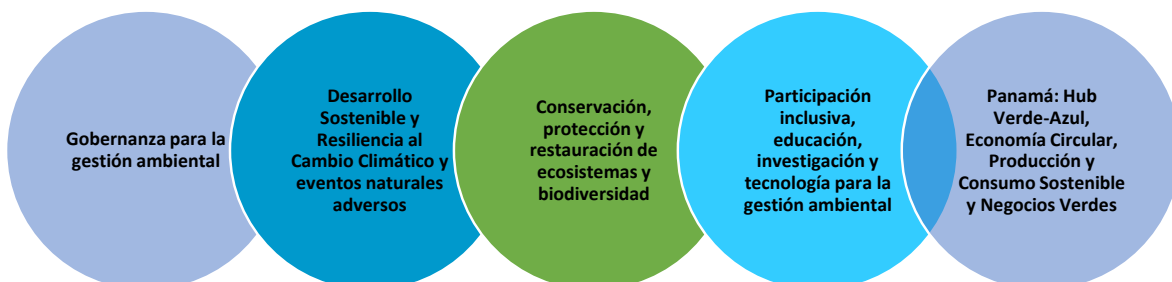 Gobernanza para la
gestión ambiental
Desarrollo
Sostenible y
Resiliencia al
Cambio Climático y
eventos naturales
adversos
Conservación,
protección y
restauración de
ecosistemas y
biodiversidad
Participación
inclusiva,
educación,
investigación y
tecnología para la
gestión ambiental
Panamá: Hub
Verde-Azul,
Economía Circular,
Producción y
Consumo Sostenible
y Negocios Verdes